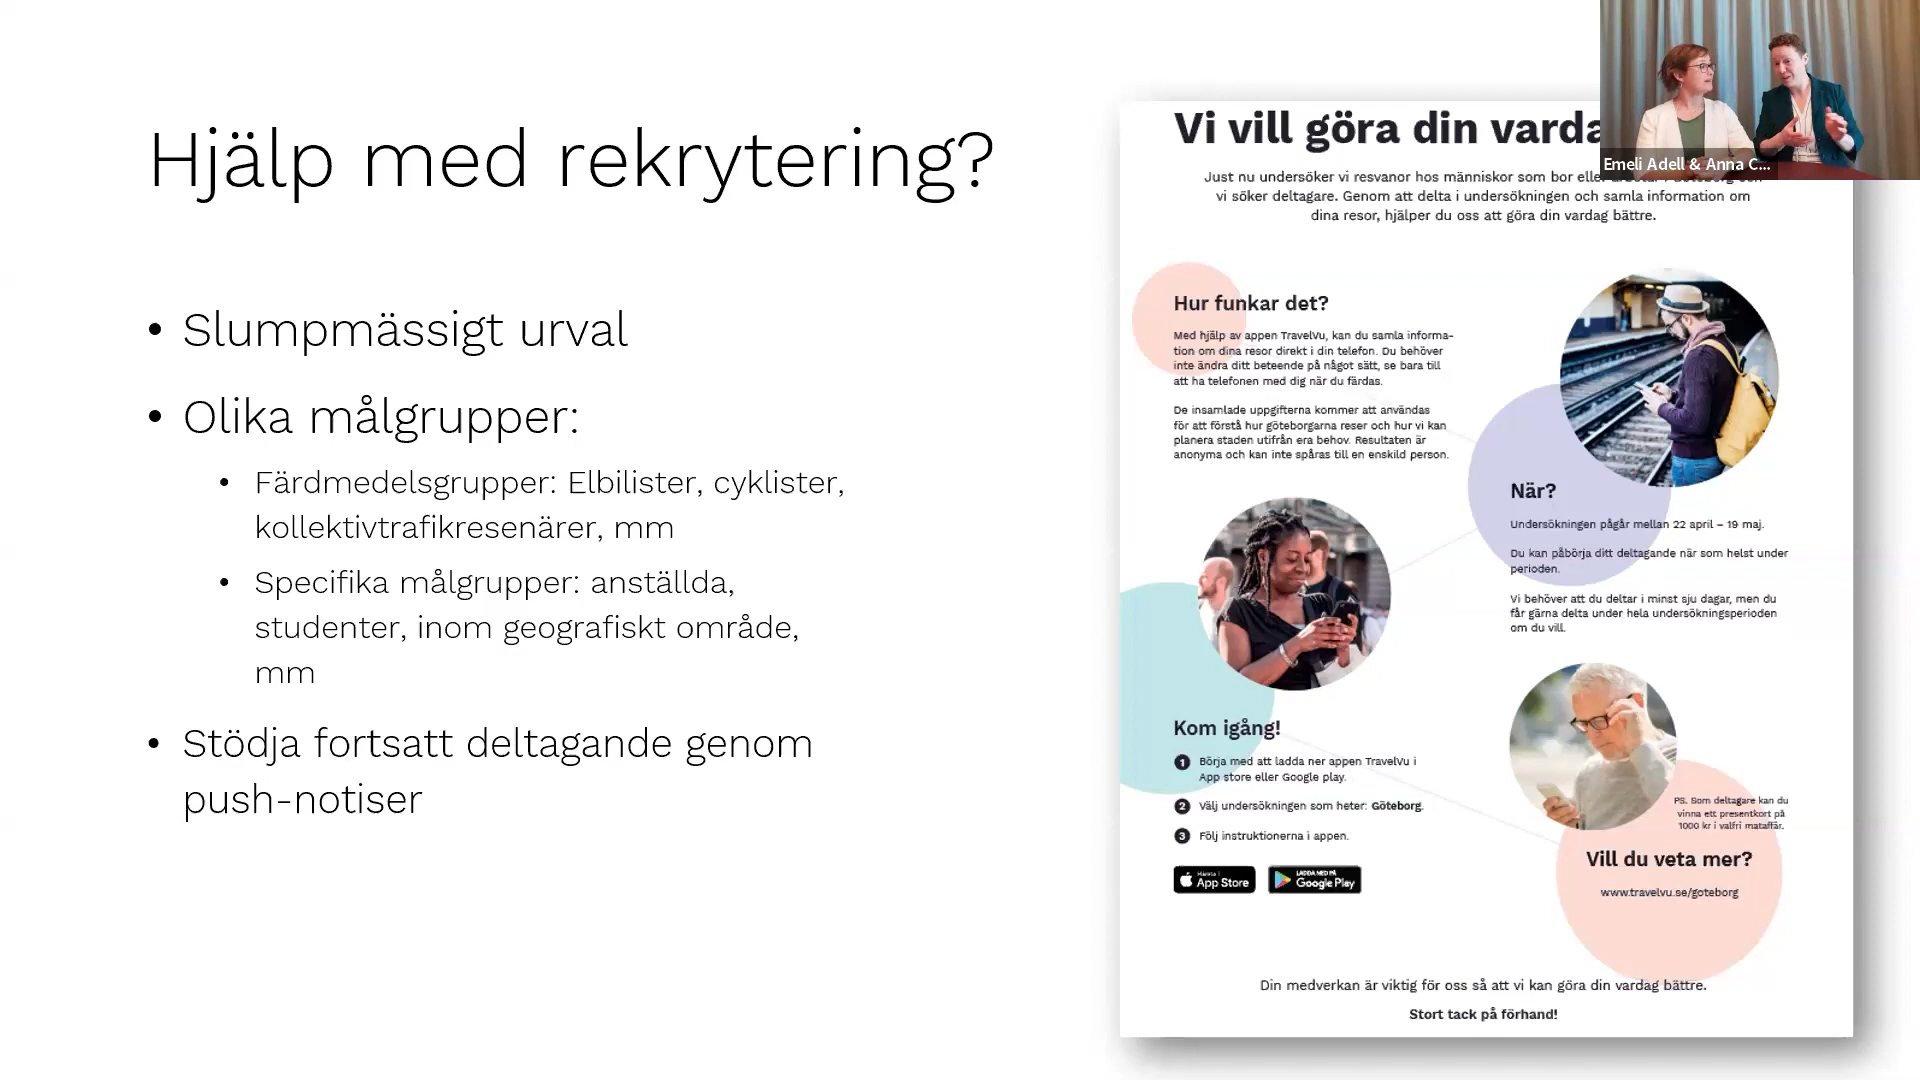 Hjälp med rekrytering?
• Slumpmässigt urval
• Olika målgrupper:
• Färdmedelsgrupper: Elbilister, cyklister,
kollektivtrafikresenärer, mm
• Specifika målgrupper: anställda,
studenter, inom geografiskt område,
mm
• Stödja fortsatt deltagande genom
push-notiser
Emeli Adell & Anna C...
Vi vill göra din varda
Just nu undersöker vi resvanor hos människor som bor eller
vi söker deltagare. Genom att delta i undersökningen och samla information om
dina resor, hjälper du oss att göra din vardag bättre.
Hur funkar det?
Med hjälp av appen TravelVu, kan du samla informa-
tion om dina resor direkt i din telefon. Du behöver
inte ändra ditt beteende på något sätt, se bara till
att ha telefonen med dig när du färdas.
De insamlade uppgifterna kommer att användas
för att förstå hur göteborgarna reser och hur vi kan
planera staden utifrån era behov. Resultaten är
anonyma och kan inte spåras till en enskild person.
När?
Undersökningen pågår mellan 22 april – 19 maj.
Du kan påbörja ditt deltagande när som helst under
perioden.
Vi behöver att du deltar i minst sju dagar, men du
får gärna delta under hela undersökningsperioden
om du vill.
Kom igång!
1 Börja med att ladda ner appen TravelVu i
App store eller Google play.
2 Välj undersökningen som heter: Göteborg.
3 Följ instruktionerna i appen.
Hämta i
App Store
LADDA NED PÅ
Google Play
PS. Som deltagare kan du
vinna ett presentkort på
1000 kr i valfri mataffär.
Vill du veta mer?
www.travelvu.se/goteborg
Din medverkan är viktig för oss så att vi kan göra din vardag bättre.
Stort tack på förhand!